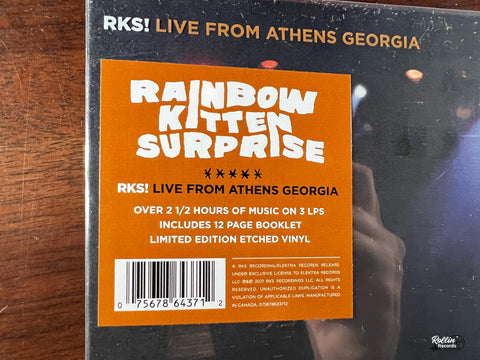 RKS! LIVE FROM ATHENS GEORGIA
RAINBOW
KITTEN
SURPRISE
RKS! LIVE FROM ATHENS GEORGIA
OVER 2 1/2 HOURS OF MUSIC ON 3 LPS
INCLUDES 12 PAGE BOOKLET
LIMITED EDITION ETCHED VINYL
A RKS RECORDING/ELEKTRA RECORDS RELEASE.
UNDER EXCLUSIVE LICENSE TO ELEKTRA RECORDS
LLC. ℗&© 2021 RKS RECORDINGS LLC. ALL RIGHTS
RESERVED. UNAUTHORIZED DUPLICATION IS A
VIOLATION OF APPLICABLE LAWS. MANUFACTURED
IN CANADA. 075678643712
0 75678 64371 2
Rollin'
Records